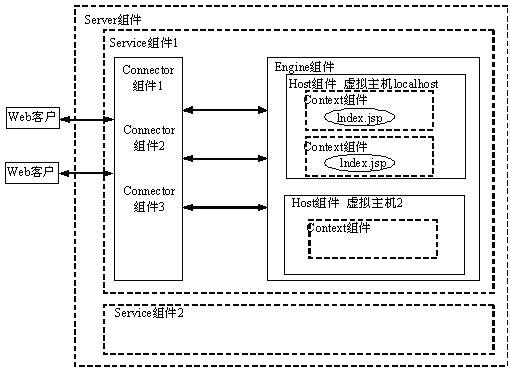 Server组件
Service组件1
Connector
组件1
Connector
组件2
Connector
组件3
Engine组件
Host组件 虚拟主机localhost
Context组件
Index.jsp
Context组件
Index.jsp
Host组件 虚拟主机2
Context组件
Web客户
Web客户
Service组件2